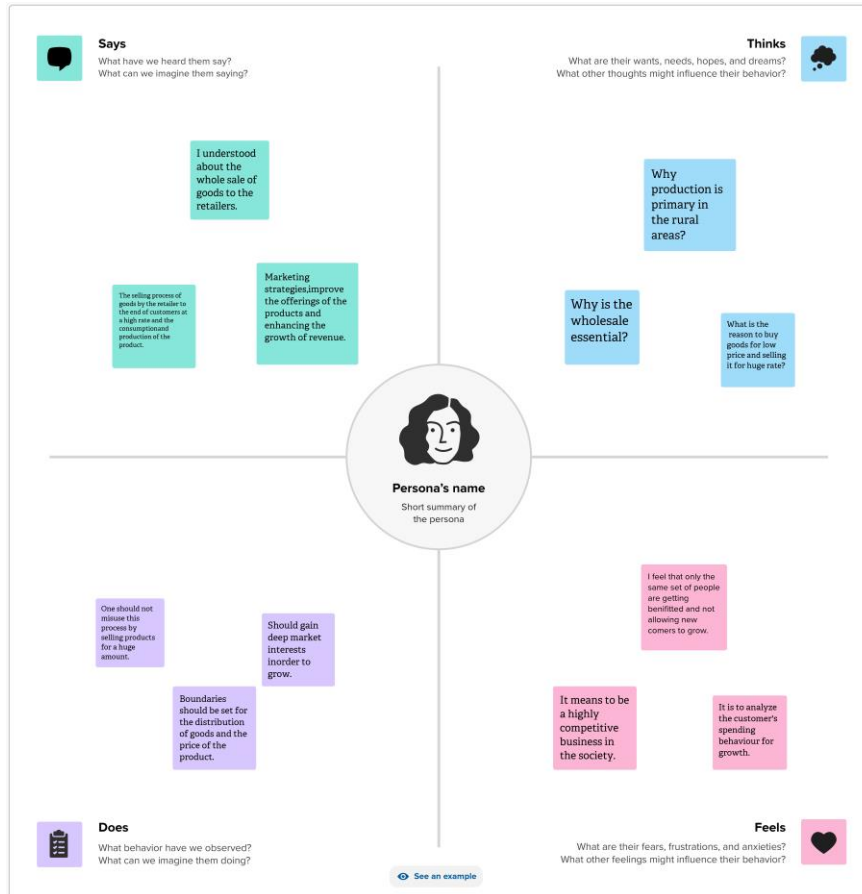 Says
What have we heard them say?
What can we imagine them saying?
Thinks
What are their wants, needs, hopes, and dreams?
What other thoughts might influence their behavior?
I understood
about the
whole sale of
goods to the
retailers.
The selling process of
goods by the retailer to
the end of customers at
a high rate and the
consumptionand
production of the
product.
Marketing
strategies,improve
the offerings of the
products and
enhancing the
growth of revenue.
Why
production is
primary in
the rural
areas?
Why is the
wholesale
essential?
What is the
reason to buy
goods for low
price and selling
it for huge rate?
Persona's name
Short summary of
the persona
One should not
misuse this
process by
selling products
for a huge
amount.
Should gain
deep market
interests
inorder to
grow.
Boundaries
should be set for
the distribution
of goods and the
price of the
product.
I feel that only the
same set of people
are getting
benifitted and not
allowing new
comers to grow.
It means to be
a highly
competitive
business in
the society.
It is to analyze
the customer's
spending
behaviour for
growth.
Does
What behavior have we observed?
What can we imagine them doing?
Feels
What are their fears, frustrations, and anxieties?
What other feelings might influence their behavior?
See an example